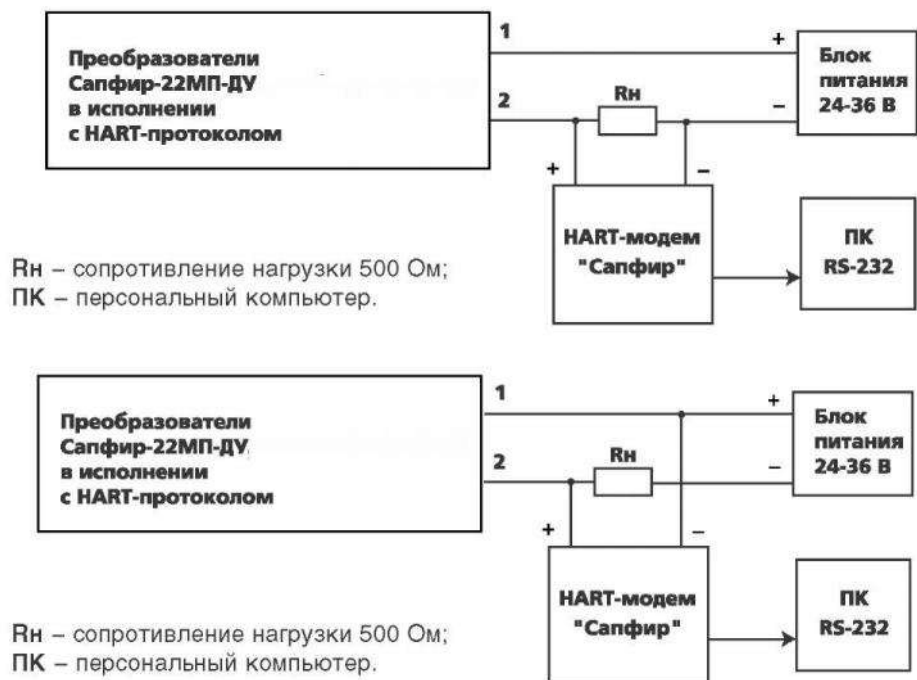 1
Преобразователи
Сапфир-22МП-ДУ
в исполнении
с HART-протоколом
2
Rн
+
–
Блок
питания
24-36 В
+
–
HART-модем
"Сапфир"
ПК
RS-232
Rн – сопротивление нагрузки 500 Ом;
ПК – персональный компьютер.
1
Преобразователи
Сапфир-22МП-ДУ
в исполнении
с HART-протоколом
2
Rн
+
–
Блок
питания
24-36 В
+
–
HART-модем
"Сапфир"
ПК
RS-232
Rн – сопротивление нагрузки 500 Ом;
ПК – персональный компьютер.